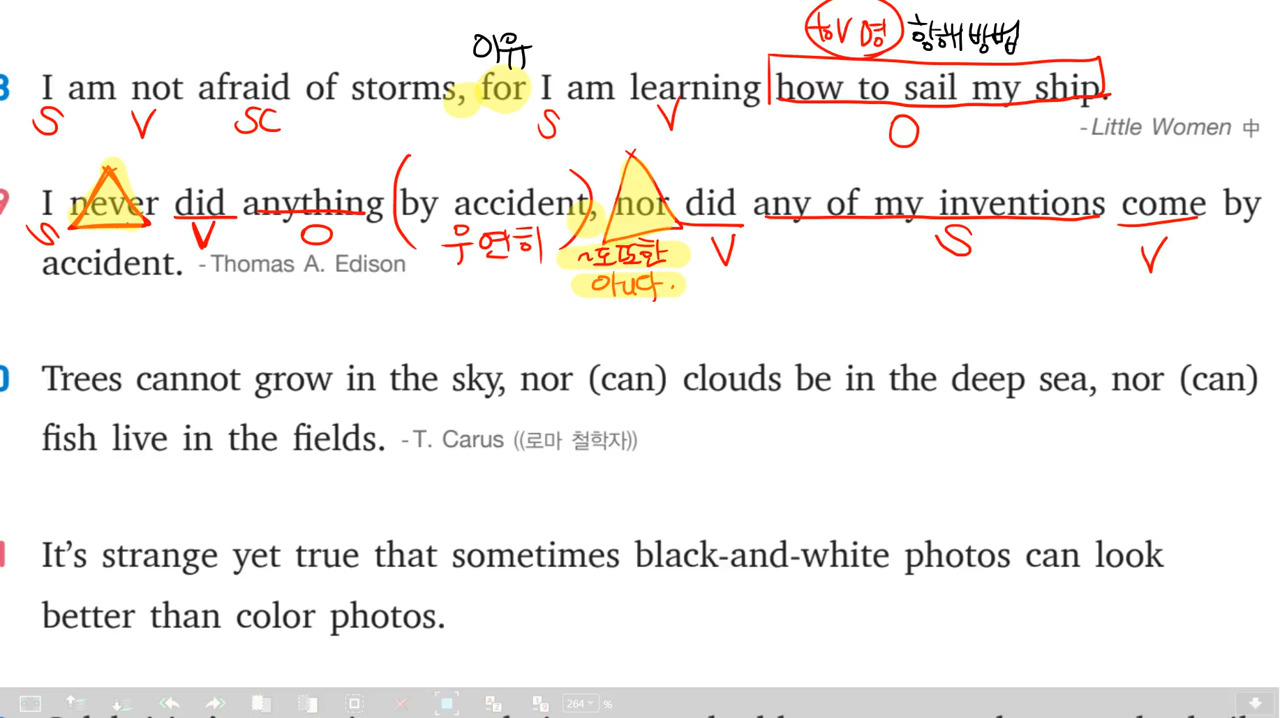 toV 명 항해방법
이유
8 I am not afraid of storms, for I am learning how to sail my ship.
S V SC S V O
- Little Women 中
9 I never did anything (by accident, nor did any of my inventions come by
S V O 우연히 ~도또한 V S V
아니다.
accident. - Thomas A. Edison
0 Trees cannot grow in the sky, nor (can) clouds be in the deep sea, nor (can)
fish live in the fields. - T. Carus ((로마 철학자))
1 It's strange yet true that sometimes black-and-white photos can look
better than color photos.
264 %